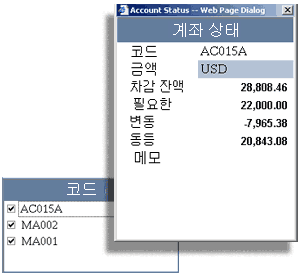 Account Status -- Web Page Dialog
계좌 상태
코드 AC015A
금액 USD
차감 잔액 28,808.46
필요한 22,000.00
변동 -7,965.38
동등 20,843.08
메모
코드
AC015A
MA002
MA001